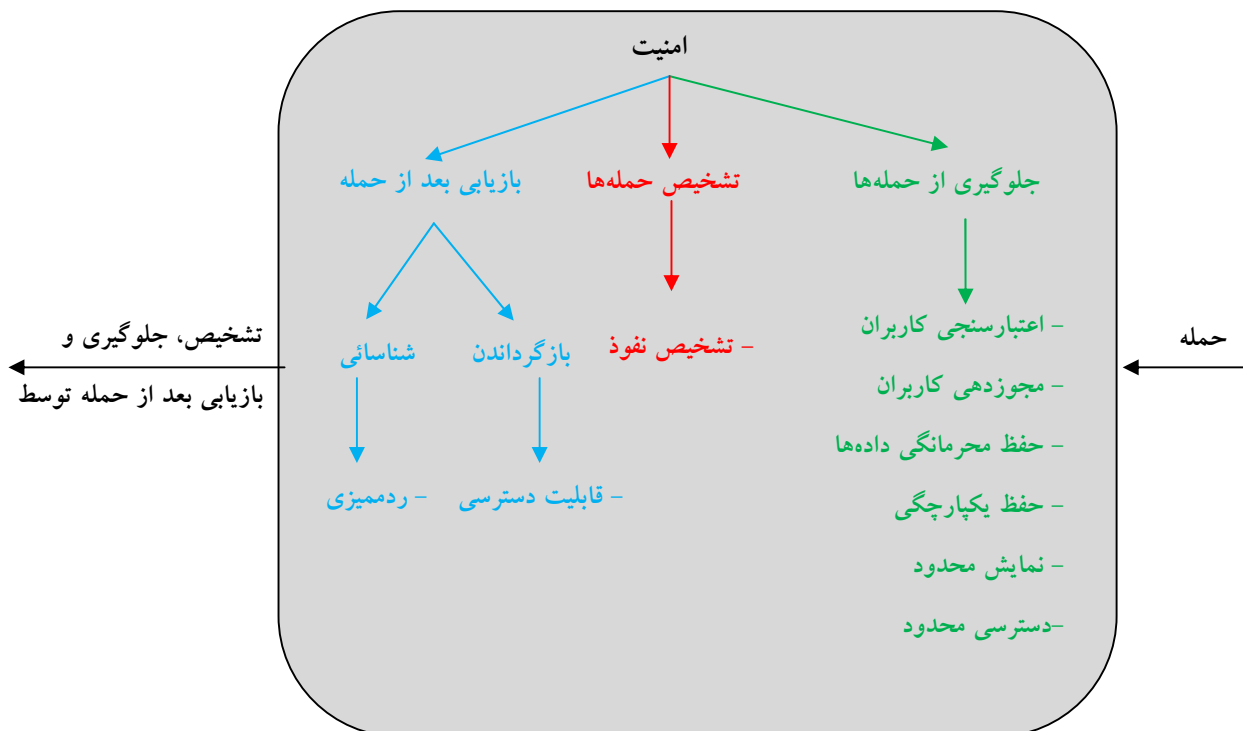 امنیت
جلوگیری از حمله‌ها
تشخیص حمله‌ها
بازیابی بعد از حمله
حمله
– اعتبارسنجی کاربران
– مجوزدهی کاربران
– حفظ محرمانگی داده‌ها
– حفظ یکپارچگی
– نمایش محدود
–دسترسی محدود
– تشخیص نفوذ
بازگرداندن
شناسائی
– قابلیت دسترسی
– ردممیزی
تشخیص، جلوگیری و
بازیابی بعد از حمله توسط